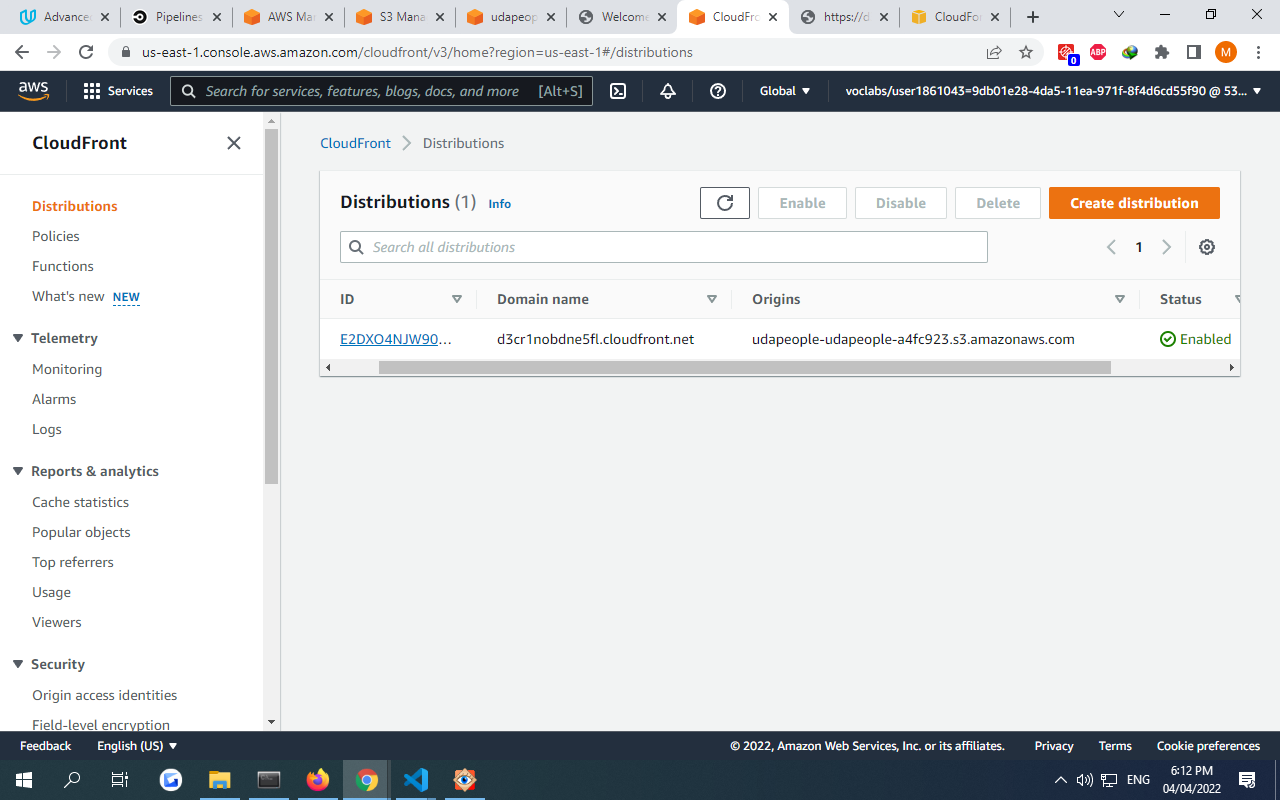 Advance
Pipelines
AWS Mar
S3 Mana
udapeop
Welcome
CloudFro
https://d
CloudFor
us-east-1.console.aws.amazon.com/cloudfront/v3/home?region=us-east-1#/distributions
0
ABP
M
aws
Services
Search for services, features, blogs, docs, and more [Alt+S]
Global
voclabs/user1861043=9db01e28-4da5-11ea-971f-8f4d6cd55f90 @ 53...
CloudFront
Distributions
Policies
Functions
What's new NEW
Telemetry
Monitoring
Alarms
Logs
Reports & analytics
Cache statistics
Popular objects
Top referrers
Usage
Viewers
Security
Origin access identities
Field-level encryption
CloudFront Distributions
Distributions (1) Info
Enable
Disable
Delete
Create distribution
Search all distributions
1
ID Domain name Origins Status
E2DXO4NJW90... d3cr1nobdne5fl.cloudfront.net udapeople-udapeople-a4fc923.s3.amazonaws.com Enabled
Feedback English (US) © 2022, Amazon Web Services, Inc. or its affiliates. Privacy Terms Cookie preferences
ENG
6:12 PM
04/04/2022